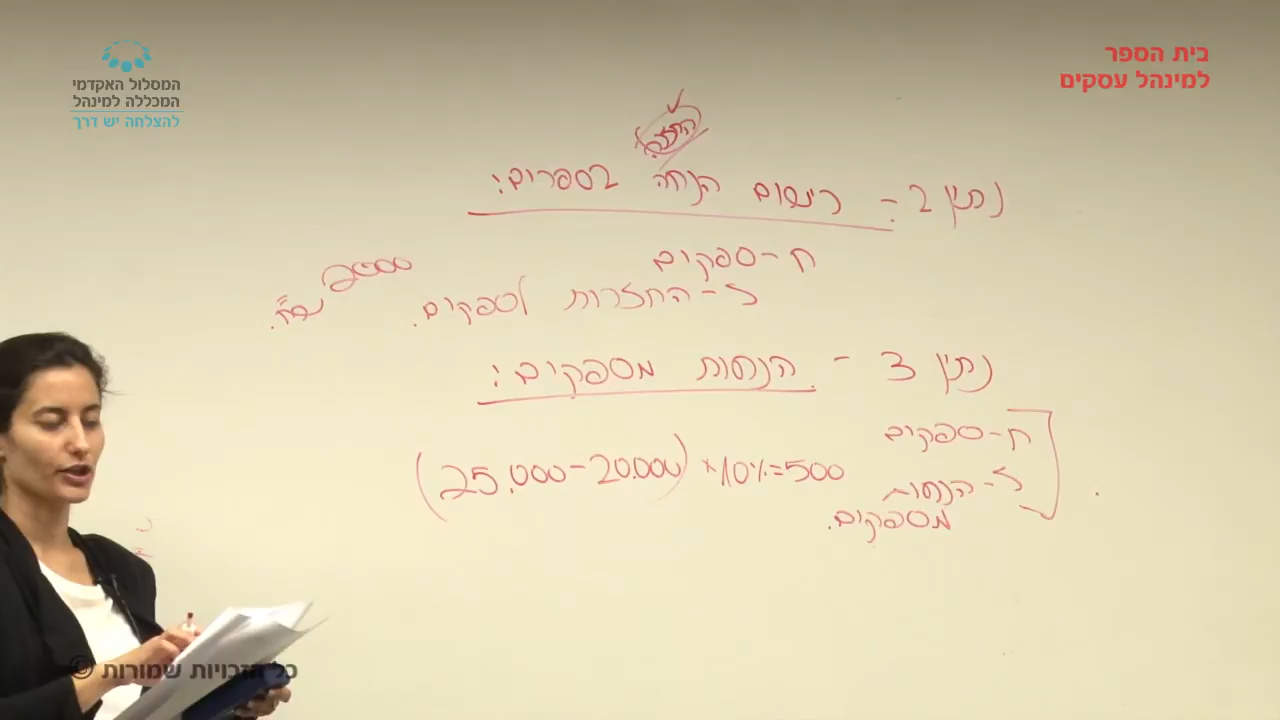 בית הספר
למינהל עסקים
המסלול האקדמי
המכללה למינהל
להצלחה יש דרך
נתון 2 - רישום הנחה בספרים:
ח-ספקים
ז-החזרות לספקים.
2000
נתון 3 - הנחות מספקים:
ח-ספקים
ז-הנחות
מספקים.
(25.000-20.000) * 10%=500
כל הזכויות שמורות ©